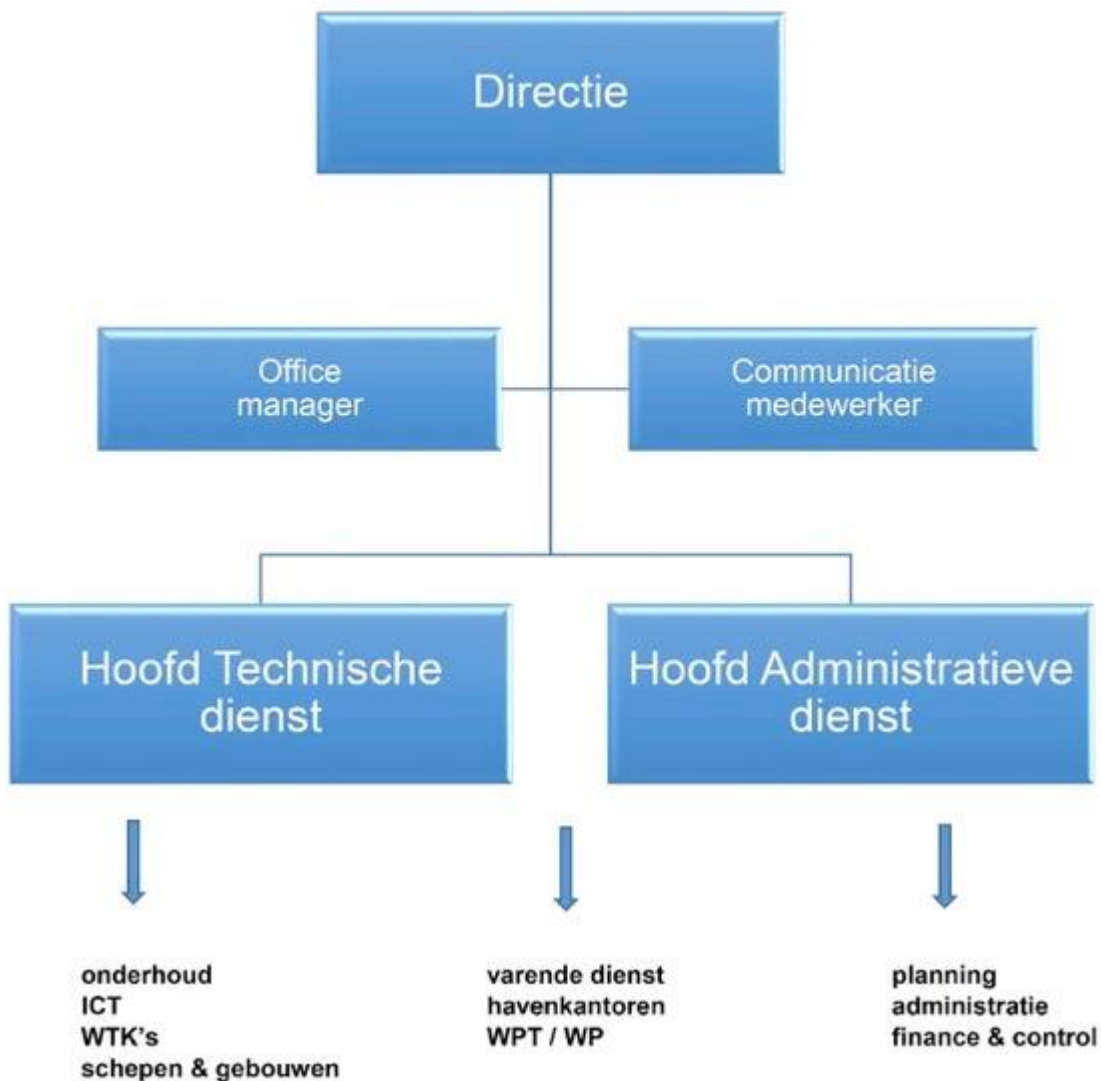 Directie
Office
manager
Communicatie
medewerker
Hoofd Technische
dienst
Hoofd Administratieve
dienst
onderhoud
ICT
WTK's
schepen & gebouwen
varende dienst
havenkantoren
WPT / WP
planning
administratie
finance & control